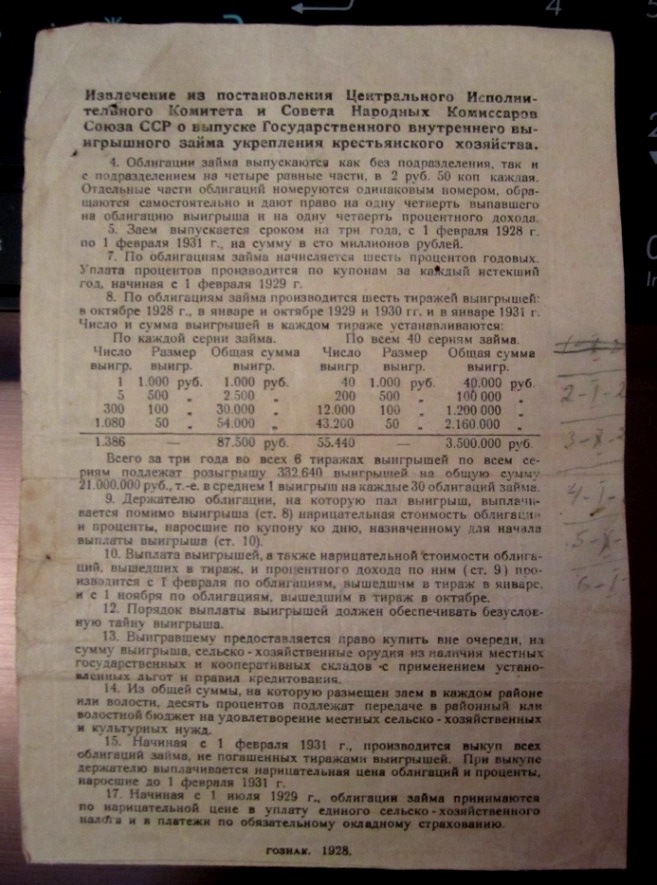 4
Извлечение из постановления Центрального Исполни-
тельного Комитета и Совета Народных Комиссаров
Союза ССР о выпуске Государственного внутреннего вы-
игрышного займа укрепления крестьянского хозяйства.
4. Облигации займа выпускаются как без подразделения, так и
с подразделением на четыре равные части, в 2 руб. 50 коп каждая.
Отдельные части облигаций номеруются одинаковым номером, обра-
щаются самостоятельно и дают право на одну четверть выпавшего
на облигацию выигрыша и на одну четверть процентного дохода.
5. Заем выпускается сроком на три года, с 1 февраля 1928 г.
по 1 февраля 1931 г., на сумму в сто миллионов рублей.
7. По облигациям займа начисляется шесть процентов годовых.
Уплата процентов производится по купонам за каждый истекший
год, начиная с 1 февраля 1929 г.
8. По облигациям займа производится шесть тиражей выигрышей:
в октябре 1928 г., в январе и октябре 1929 и 1930 гг. и в январе 1931 г.
Число и сумма выигрышей в каждом тираже устанавливаются:
По каждой серии займа. По всем 40 сериям займа.
Число Размер Общая сумма Число Размер Общая сумма
выигр. выигр. выигр. выигр выигр. выигр.
1 1.000 руб. 1.000 руб. 40 1.000 руб. 40.000 руб.
5 500 „ 2.500 „ 200 500 „ 100 000 „
300 100 „ 30.000 „ 12.000 100 „ 1.200 000 „
1.080 50 „ 54.000 „ 43.200 50 „ 2.160.000 „
1.386 — 87.500 руб. 55.440 — 3.500.000 руб.
Всего за три года во всех 6 тиражах выигрышей по всем се-
риям подлежат розыгрышу 332.640 выигрышей на общую сумму
21.000.000 руб., т.-е. в среднем 1 выигрыш на каждые 30 облигаций займа.
9. Держателю облигации, на которую пал выигрыш, выплачи-
вается помимо выигрыша (ст. 8) нарицательная стоимость облигации
и проценты, наросшие по купону ко дню, назначенному для начала
выплаты выигрыша (ст. 10).
10. Выплата выигрышей, а также нарицательной стоимости облига-
ций, вышедших в тираж, и процентного дохода по ним (ст. 9) про-
изводится с 1 февраля по облигациям, вышедшим в тираж в январе,
и с 1 ноября по облигациям, вышедшим в тираж в октябре.
12. Порядок выплаты выигрышей должен обеспечивать безуслов-
ную тайну выигрыша.
13. Выигравшему предоставляется право купить вне очереди, на
сумму выигрыша, сельско-хозяйственные орудия из наличия местных
государственных и кооперативных складов с применением устано-
вленных льгот и правил кредитования.
14. Из общей суммы, на которую размещен заем в каждом районе
или волости, десять процентов подлежат передаче в районный или
волостной бюджет на удовлетворение местных сельско-хозяйственных
и культурных нужд.
15. Начиная с 1 февраля 1931 г., производится выкуп всех
облигаций займа, не погашенных тиражами выигрышей. При выкупе
держателю выплачивается нарицательная цена облигаций и проценты,
наросшие до 1 февраля 1931 г.
17. Начиная с 1 июля 1929 г., облигации займа принимаются
по нарицательной цене в уплату единого сельско-хозяйственного
налога и в платежи по обязательному окладному страхованию.
ГОЗНАК. 1928.
2-I-2
3-X-2
4-I-
5-X-
6-I-